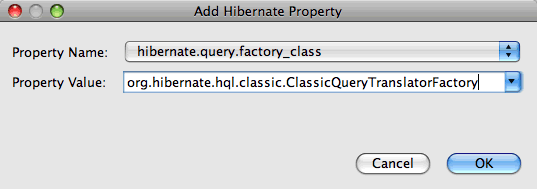 Add Hibernate Property
Property Name: hibernate.query.factory_class
Property Value: org.hibernate.hql.classic.ClassicQueryTranslatorFactory
Cancel OK